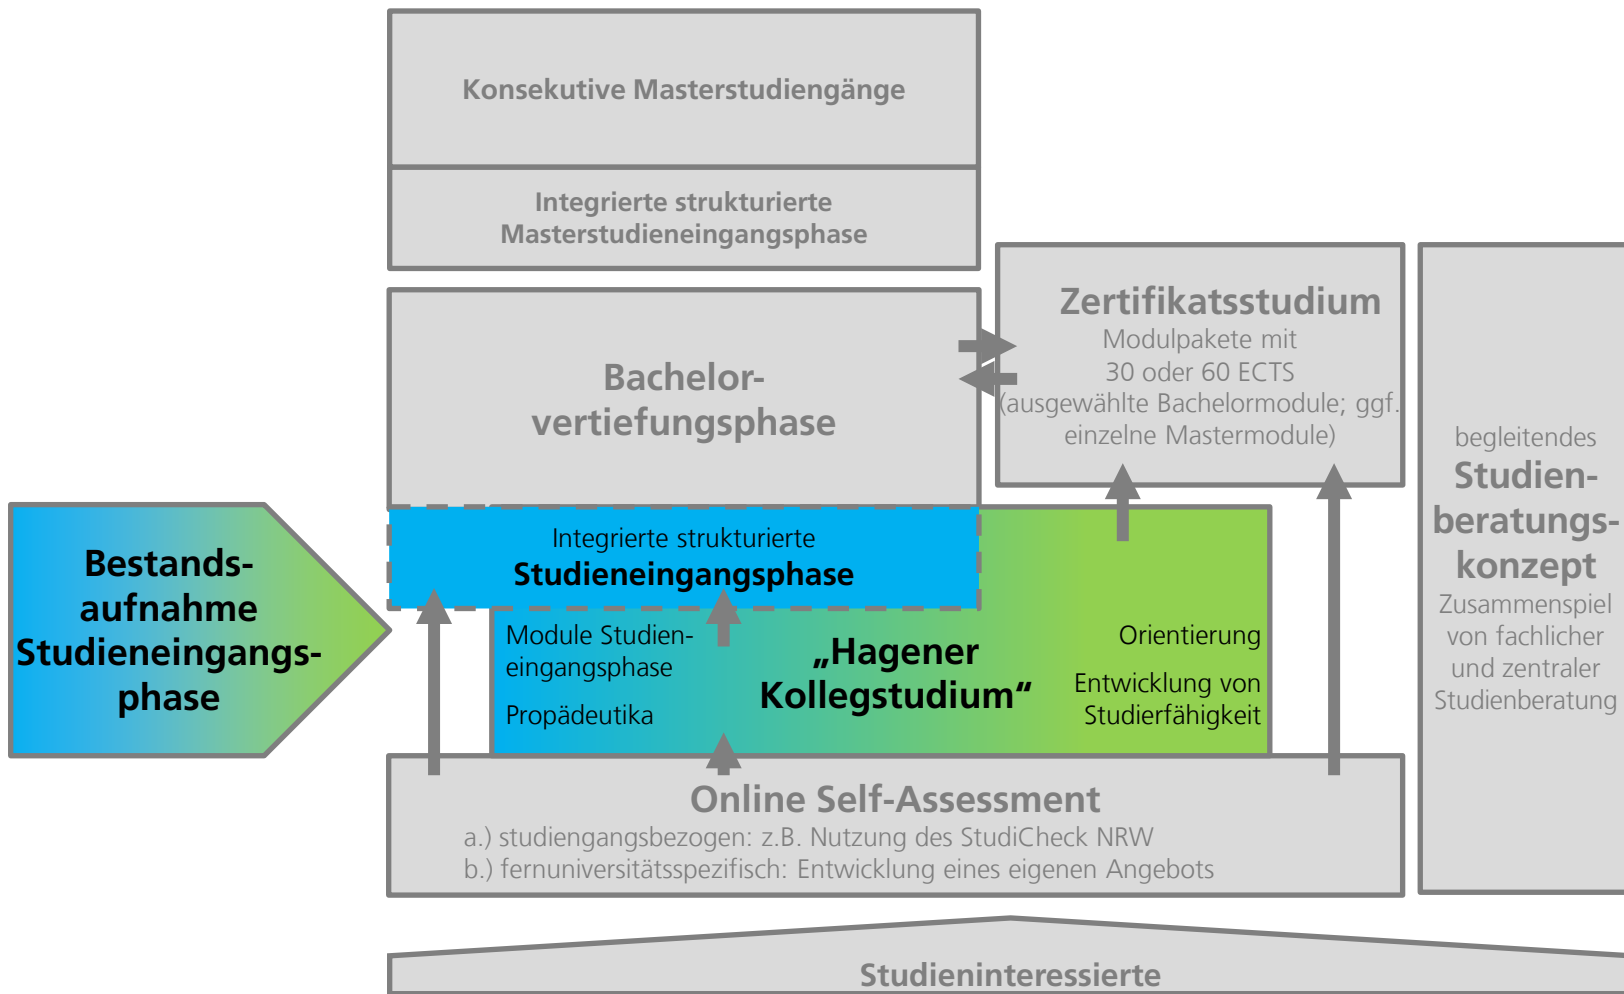 Konsekutive Masterstudiengänge
Integrierte strukturierte
Masterstudieneingangsphase
Bachelor-
vertiefungsphase
Zertifikatsstudium
Modulpakete mit
30 oder 60 ECTS
(ausgewählte Bachelormodule; ggf.
einzelne Mastermodule)
begleitendes
Studien-
beratungs-
konzept
Zusammenspiel
von fachlicher
und zentraler
Studienberatung
Bestands-
aufnahme
Studieneingangs-
phase
Integrierte strukturierte
Studieneingangsphase
Module Studien-
eingangsphase
Propädeutika
„Hagener
Kollegstudium“
Orientierung
Entwicklung von
Studierfähigkeit
Online Self-Assessment
a.) studiengangsbezogen: z.B. Nutzung des StudiCheck NRW
b.) fernuniversitätsspezifisch: Entwicklung eines eigenen Angebots
Studieninteressierte